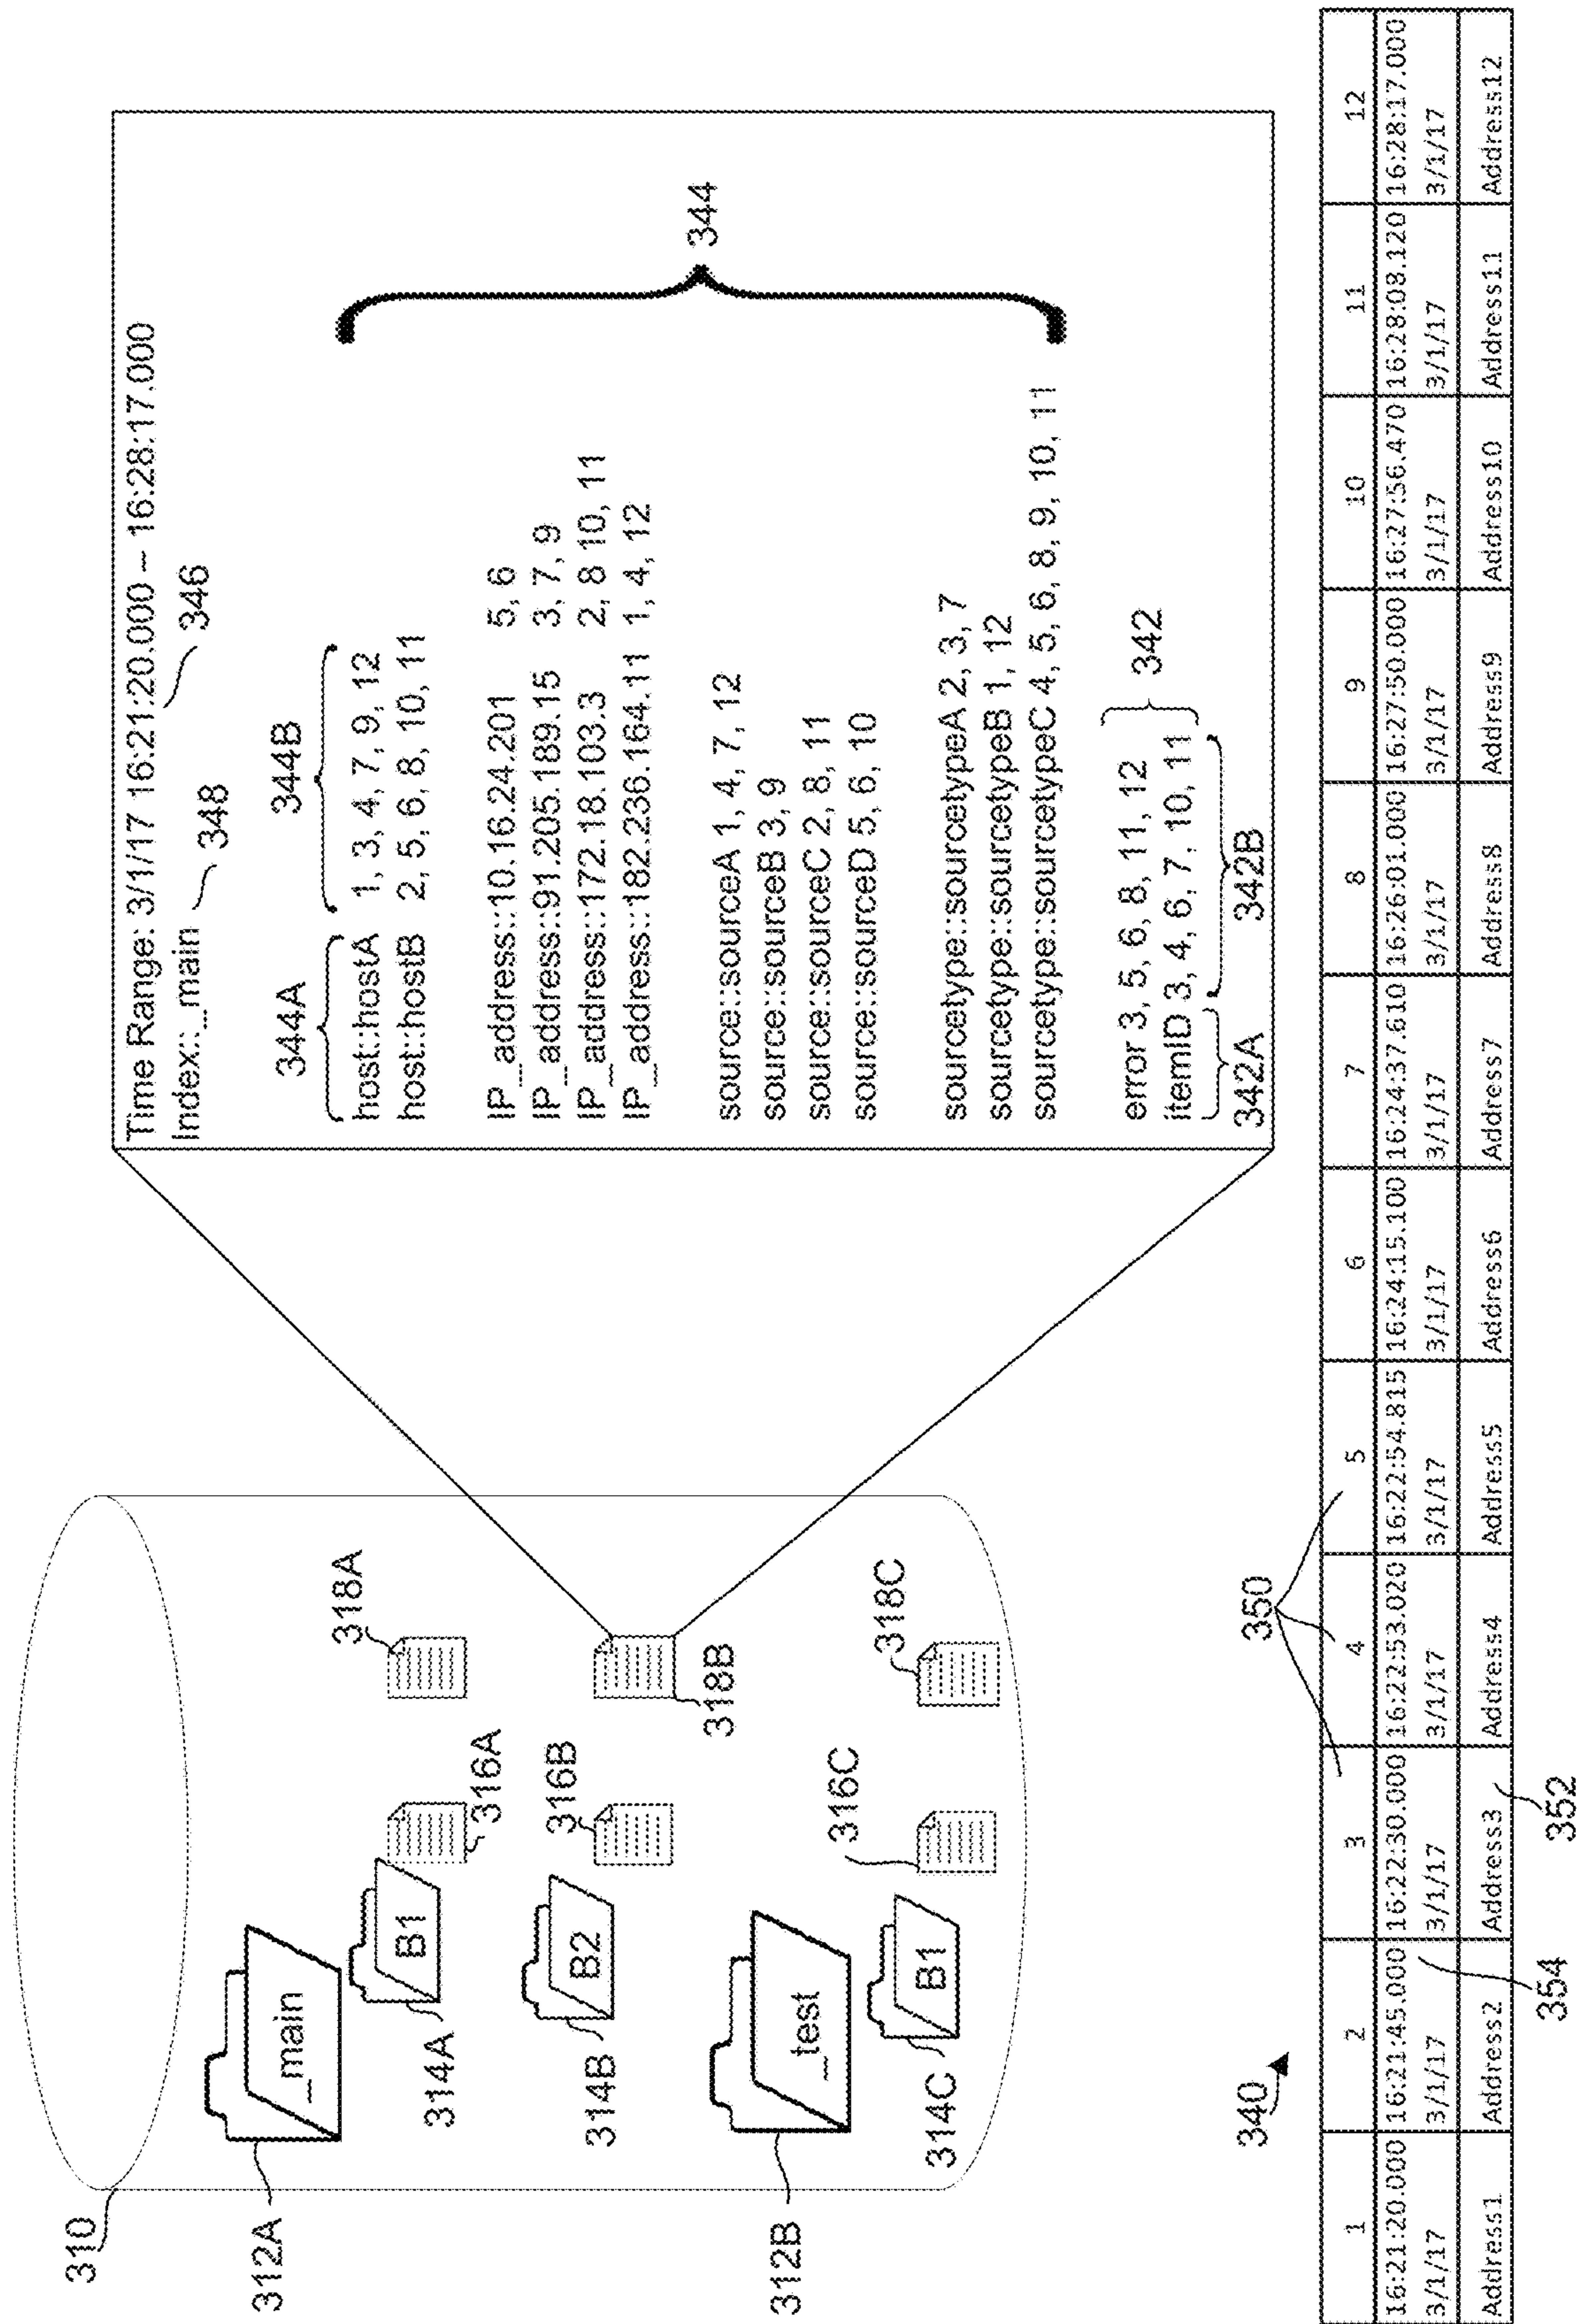 310
312A
_main
314A
B1
316A
318A
314B
B2
316B
318B
312B
_test
314C
B1
316C
318C
Time Range: 3/1/17 16:21:20.000 – 16:28:17.000
346
Index::_main
348
344A
344B
host::hostA 1, 3, 4, 7, 9, 12
host::hostB 2, 5, 6, 8, 10, 11
IP_address::10.16.24.201 5, 6
IP_address::91.205.189.15 3, 7, 9
IP_address::172.18.103.3 2, 8 10, 11
IP_address::182.236.164.11 1, 4, 12
344
source::sourceA 1, 4, 7, 12
source::sourceB 3, 9
source::sourceC 2, 8, 11
source::sourceD 5, 6, 10
sourcetype::sourcetypeA 2, 3, 7
sourcetype::sourcetypeB 1, 12
sourcetype::sourcetypeC 4, 5, 6, 8, 9, 10, 11
error 3, 5, 6, 8, 11, 12
itemID 3, 4, 6, 7, 10, 11
342
342A
342B
340
350
1 2 3 4 5 6 7 8 9 10 11 12
16:21:20.000 16:21:45.000 16:22:30.000 16:22:53.020 16:22:54.815 16:24:15.100 16:24:37.610 16:26:01.000 16:27:50.000 16:27:56.470 16:28:08.120 16:28:17.000
3/1/17 3/1/17 3/1/17 3/1/17 3/1/17 3/1/17 3/1/17 3/1/17 3/1/17 3/1/17 3/1/17 3/1/17
Address1 Address2 Address3 Address4 Address5 Address6 Address7 Address8 Address9 Address10 Address11 Address12
354
352